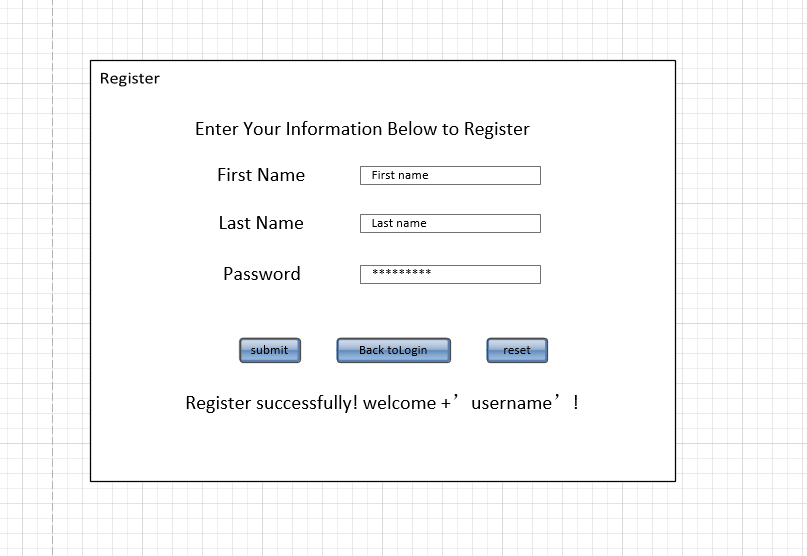 Register
Enter Your Information Below to Register
First Name First name
Last Name Last name
Password *********
submit Back toLogin reset
Register successfully! welcome +’ username’ !